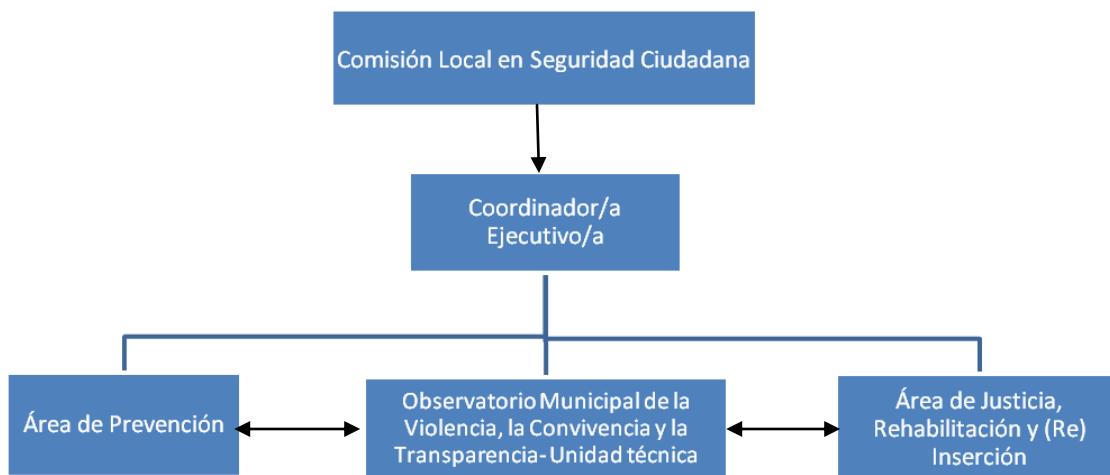 Comisión Local en Seguridad Ciudadana
Coordinador/a
Ejecutivo/a
Área de Prevención
Observatorio Municipal de la
Violencia, la Convivencia y la
Transparencia- Unidad técnica
Área de Justicia,
Rehabilitación y (Re)
Inserción